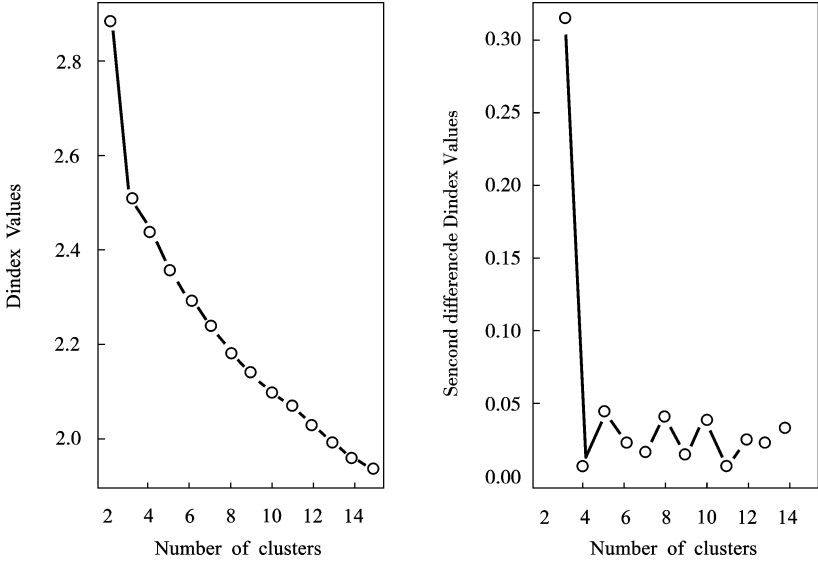 2.8
2.6
2.4
2.2
2.0
Dindex Values
2 4 6 8 10 12 14
Number of clusters
0.30
0.25
0.20
0.15
0.10
0.05
0.00
Sencond differencde Dindex Values
2 4 6 8 10 12 14
Number of clusters